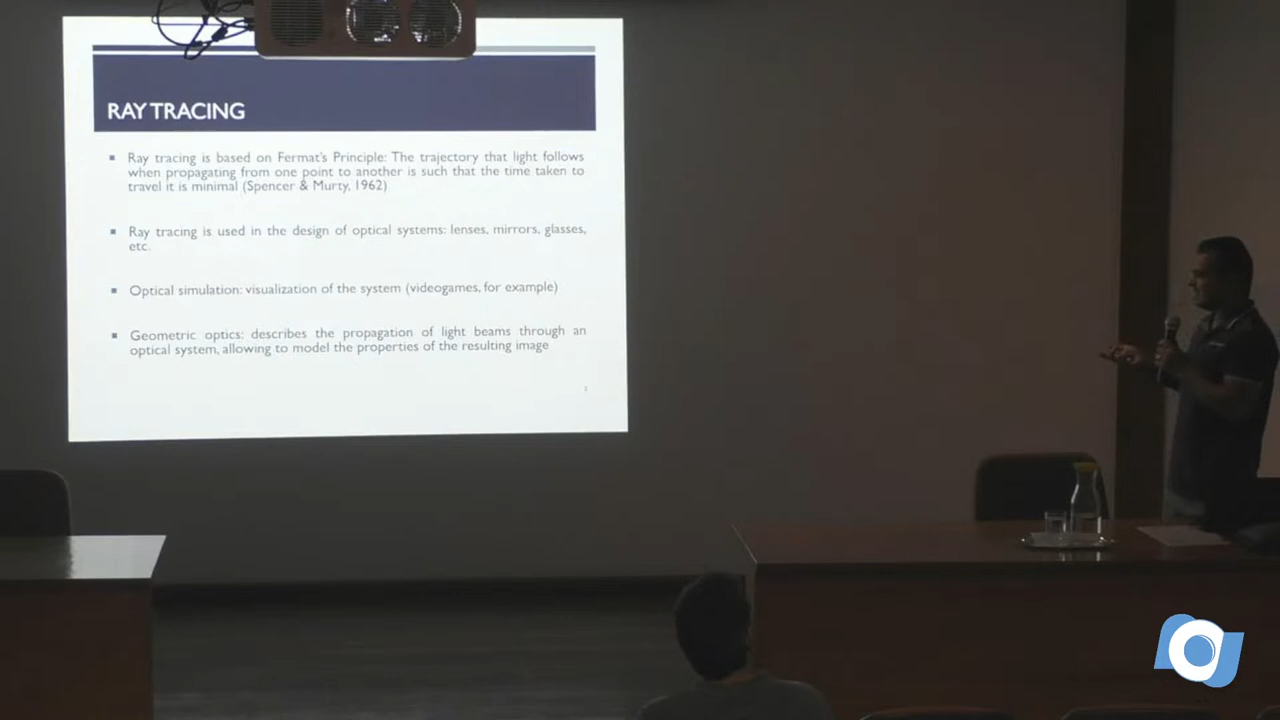 RAY TRACING
Ray tracing is based on Fermat's Principle: The trajectory that light follows
when propagating from one point to another is such that the time taken to
travel it is minimal (Spencer & Murty, 1962)
Ray tracing is used in the design of optical systems: lenses, mirrors, glasses,
etc.
Optical simulation: visualization of the system (videogames, for example)
Geometric optics: describes the propagation of light beams through an
optical system, allowing to model the properties of the resulting image